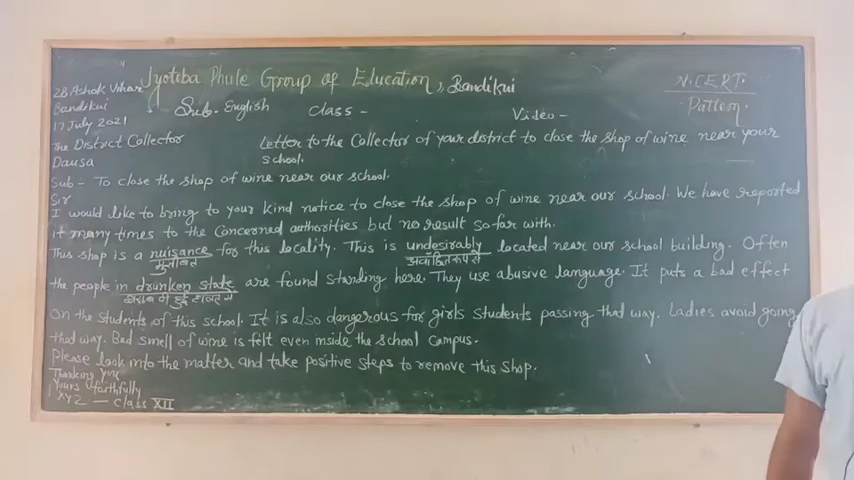 Jyoteba Phule Group of Education, Bandikui
N.CERT.
Pattern.
28 Ashok Vihar
Bandikui
17 July 2021
Sub. English Class - Video -
The District Collector
Dausa
Letter to the Collector of your district to close the shop of wine near your
school.
Sub - To close the shop of wine near our school.
Sir
I would like to bring to your kind notice to close the shop of wine near our school. We have reported
it many times to the concerned authorities but no result so far with.
This shop is a nuisance for this locality. This is undesirably located near our school building. Often
मुसीबत अवांछित रूप से
the people in drunken state are found standing here. They use abusive language. It puts a bad effect
शराब पी हुई हालत में
on the students of this school. It is also dangerous for girls students passing that way. Ladies avoid going
that way. Bad smell of wine is felt even inside the school campus.
Please look into the matter and take positive steps to remove this shop.
Thanking you
Yours faithfully
XYZ - Class XII